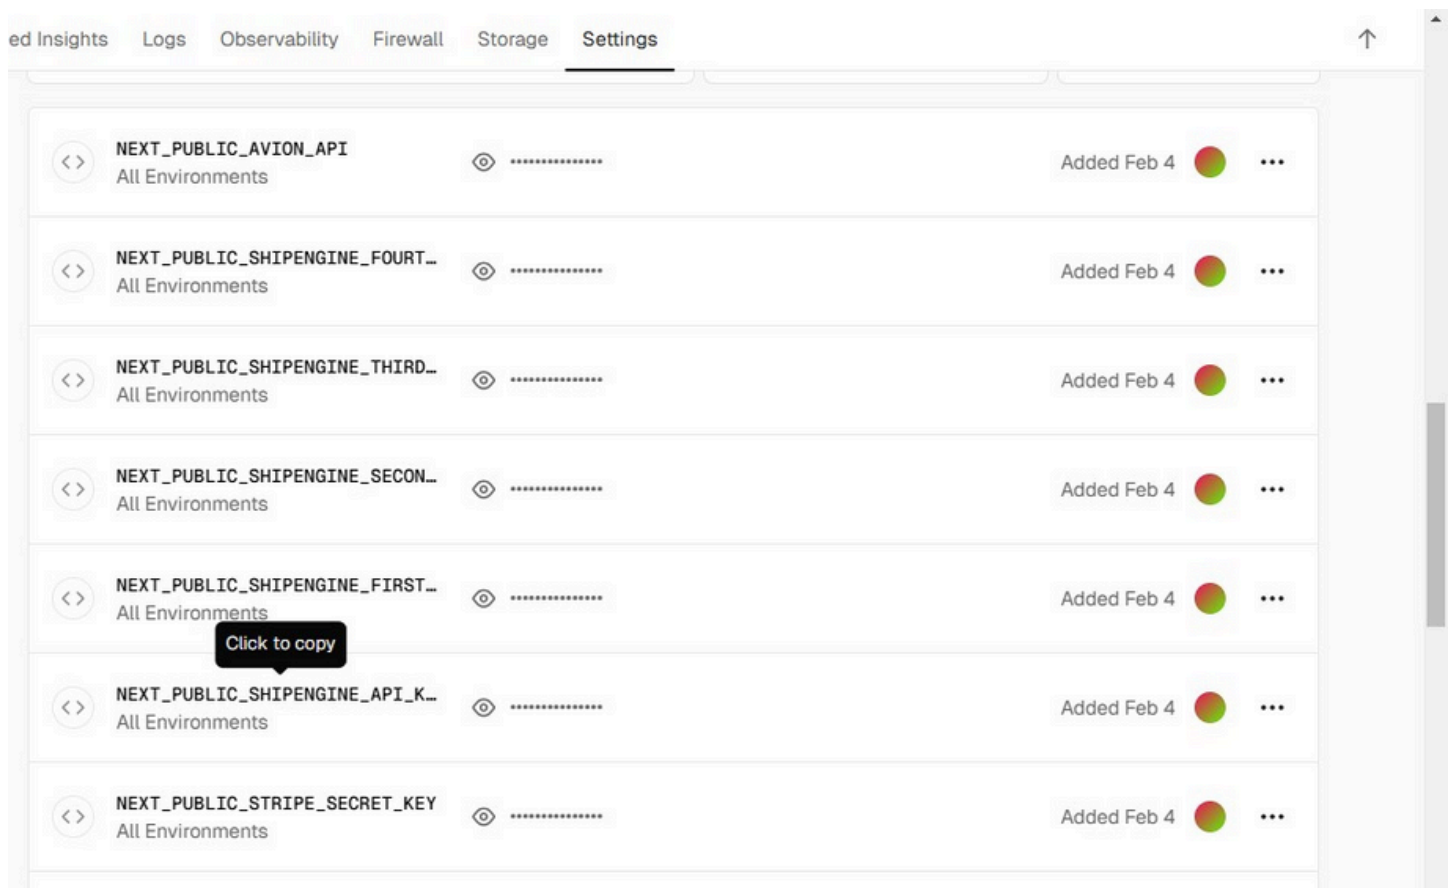 ed Insights Logs Observability Firewall Storage Settings
NEXT_PUBLIC_AVION_API
All Environments
••••••••••••••• Added Feb 4
NEXT_PUBLIC_SHIPENGINE_FOURT…
All Environments
••••••••••••••• Added Feb 4
NEXT_PUBLIC_SHIPENGINE_THIRD…
All Environments
••••••••••••••• Added Feb 4
NEXT_PUBLIC_SHIPENGINE_SECON…
All Environments
••••••••••••••• Added Feb 4
NEXT_PUBLIC_SHIPENGINE_FIRST…
All Environments
••••••••••••••• Added Feb 4
Click to copy
NEXT_PUBLIC_SHIPENGINE_API_K…
All Environments
••••••••••••••• Added Feb 4
NEXT_PUBLIC_STRIPE_SECRET_KEY
All Environments
••••••••••••••• Added Feb 4